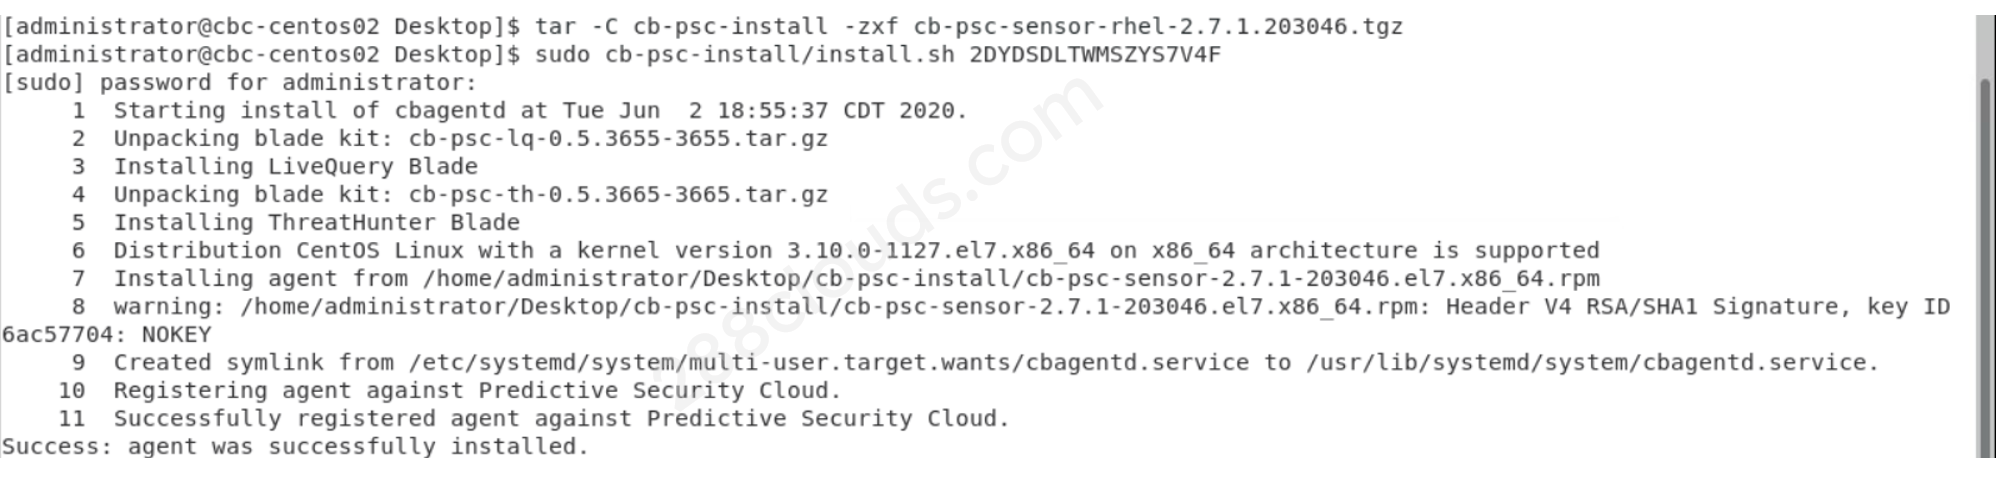 [administrator@cbc-centos02 Desktop]$ tar -C cb-psc-install -zxf cb-psc-sensor-rhel-2.7.1.203046.tgz
[administrator@cbc-centos02 Desktop]$ sudo cb-psc-install/install.sh 2DYDSDLTWMSZYS7V4F
[sudo] password for administrator:
     1  Starting install of cbagentd at Tue Jun  2 18:55:37 CDT 2020.
     2  Unpacking blade kit: cb-psc-lq-0.5.3655-3655.tar.gz
     3  Installing LiveQuery Blade
     4  Unpacking blade kit: cb-psc-th-0.5.3665-3665.tar.gz
     5  Installing ThreatHunter Blade
     6  Distribution CentOS Linux with a kernel version 3.10.0-1127.el7.x86_64 on x86_64 architecture is supported
     7  Installing agent from /home/administrator/Desktop/cb-psc-install/cb-psc-sensor-2.7.1-203046.el7.x86_64.rpm
     8  warning: /home/administrator/Desktop/cb-psc-install/cb-psc-sensor-2.7.1-203046.el7.x86_64.rpm: Header V4 RSA/SHA1 Signature, key ID
6ac57704: NOKEY
     9  Created symlink from /etc/systemd/system/multi-user.target.wants/cbagentd.service to /usr/lib/systemd/system/cbagentd.service.
    10  Registering agent against Predictive Security Cloud.
    11  Successfully registered agent against Predictive Security Cloud.
Success: agent was successfully installed.
288clouds.com